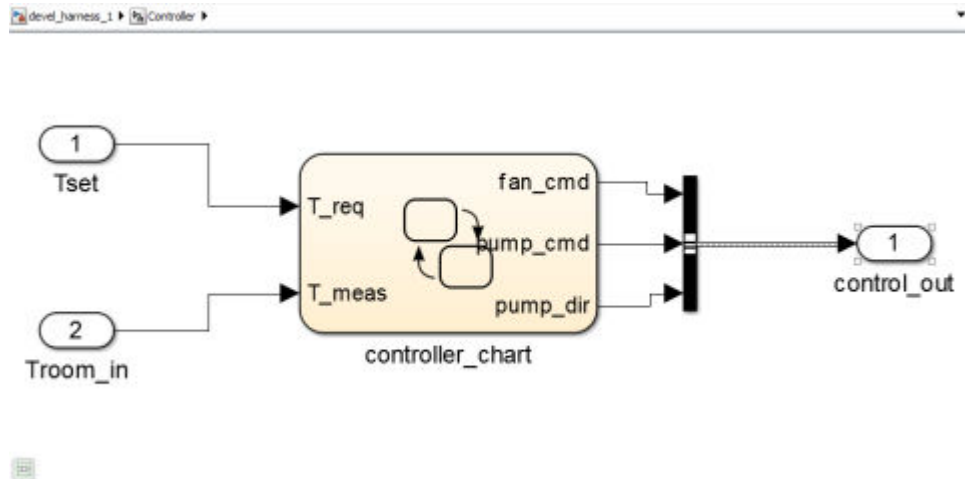 devel_harness_1 Controller
1
Tset
2
Troom_in
T_req
T_meas
fan_cmd
pump_cmd
pump_dir
controller_chart
1
control_out